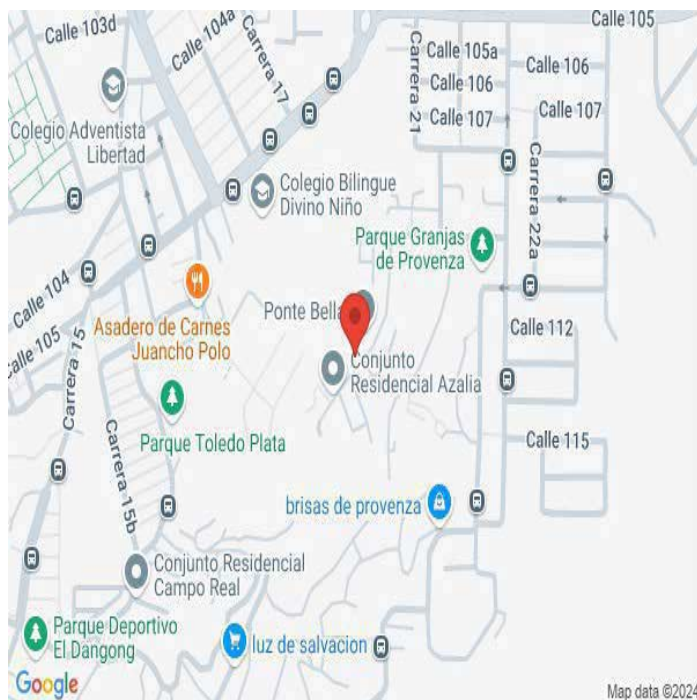 Calle 103d
Calle 104a
Carrera 17
Calle 105
Carrera 21
Calle 105a
Calle 106
Calle 106
Calle 107
Calle 107
Colegio Adventista
Libertad
Carrera 22a
Colegio Bilingue
Divino Niño
Parque Granjas
de Provenza
Calle 104
Calle 105
Asadero de Carnes
Juancho Polo
Ponte Bella
Calle 112
Carrera 15
Conjunto
Residencial Azalia
Parque Toledo Plata
Carrera 15b
Calle 115
brisas de provenza
Conjunto Residencial
Campo Real
Parque Deportivo
El Dangong
luz de salvacion
Google
Map data